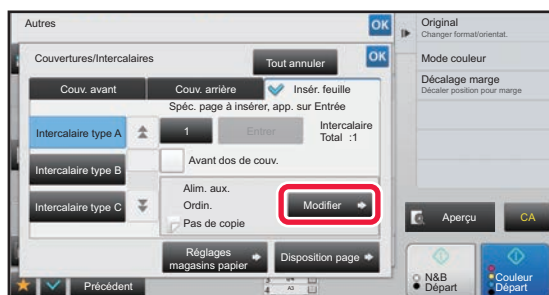 Autres
OK
Couvertures/Intercalaires
Tout annuler
OK
Couv. avant
Couv. arrière
Insér. feuille
Spéc. page à insérer, app. sur Entrée
Intercalaire type A
1
Entrer
Intercalaire
Total :1
Intercalaire type B
Avant dos de couv.
Intercalaire type C
Alim. aux.
Ordin.
Pas de copie
Modifier
Réglages
magasins papier
Disposition page
Précédent
Original
Changer format/orientat.
Mode couleur
Décalage marge
Décaler position pour marge
Aperçu
CA
N&B
Départ
Couleur
Départ
4
A3